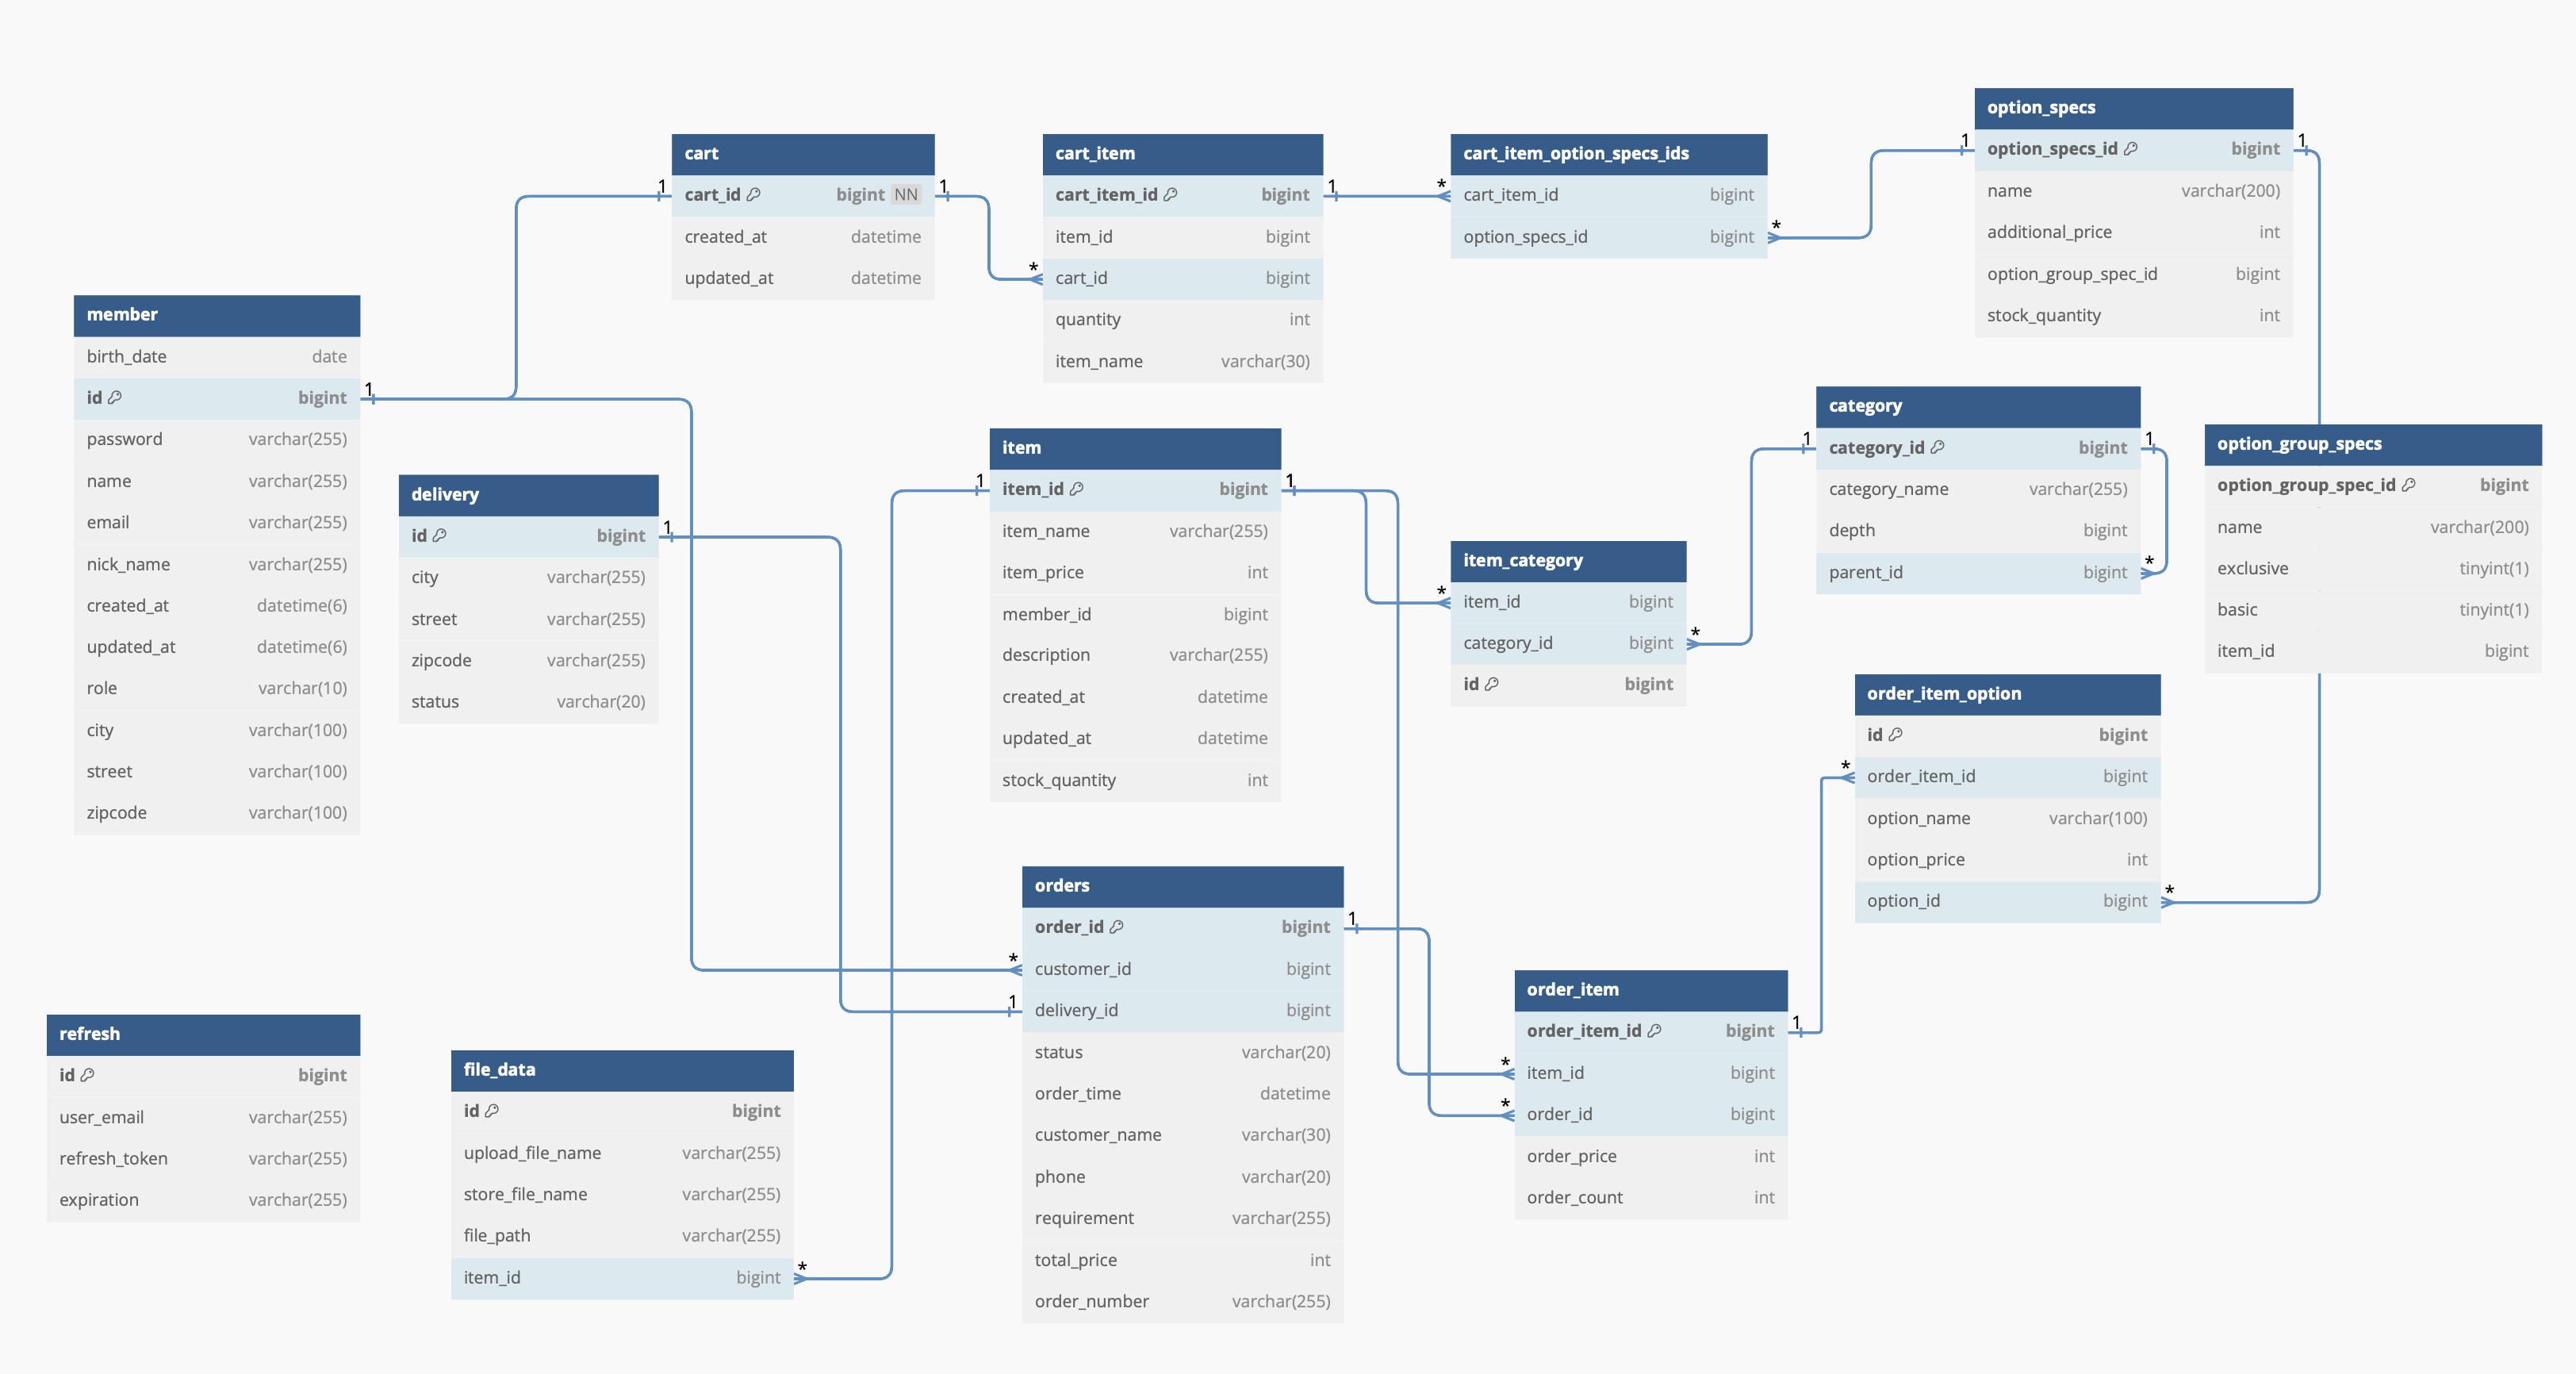 member
birth_date date
id bigint
password varchar(255)
name varchar(255)
email varchar(255)
nick_name varchar(255)
created_at datetime(6)
updated_at datetime(6)
role varchar(10)
city varchar(100)
street varchar(100)
zipcode varchar(100)
1
refresh
id bigint
user_email varchar(255)
refresh_token varchar(255)
expiration varchar(255)
delivery
id bigint
city varchar(255)
street varchar(255)
zipcode varchar(255)
status varchar(20)
1
file_data
id bigint
upload_file_name varchar(255)
store_file_name varchar(255)
file_path varchar(255)
item_id bigint
*
cart
1 cart_id bigint NN 1
created_at datetime
updated_at datetime
cart_item
cart_item_id bigint 1
item_id bigint
* cart_id bigint
quantity int
item_name varchar(30)
item
1 item_id bigint 1
item_name varchar(255)
item_price int
member_id bigint
description varchar(255)
created_at datetime
updated_at datetime
stock_quantity int
orders
order_id bigint 1
* customer_id bigint
1 delivery_id bigint
status varchar(20)
order_time datetime
customer_name varchar(30)
phone varchar(20)
requirement varchar(255)
total_price int
order_number varchar(255)
cart_item_option_specs_ids
* cart_item_id bigint
option_specs_id bigint *
item_category
* item_id bigint
category_id bigint *
id bigint
order_item
order_item_id bigint 1
* item_id bigint
* order_id bigint
order_price int
order_count int
option_specs
1 option_specs_id bigint 1
name varchar(200)
additional_price int
option_group_spec_id bigint
stock_quantity int
category
1 category_id bigint 1
category_name varchar(255)
depth bigint
parent_id bigint *
option_group_specs
option_group_spec_id bigint
name varchar(200)
exclusive tinyint(1)
basic tinyint(1)
item_id bigint
order_item_option
id bigint
* order_item_id bigint
option_name varchar(100)
option_price int
option_id bigint *